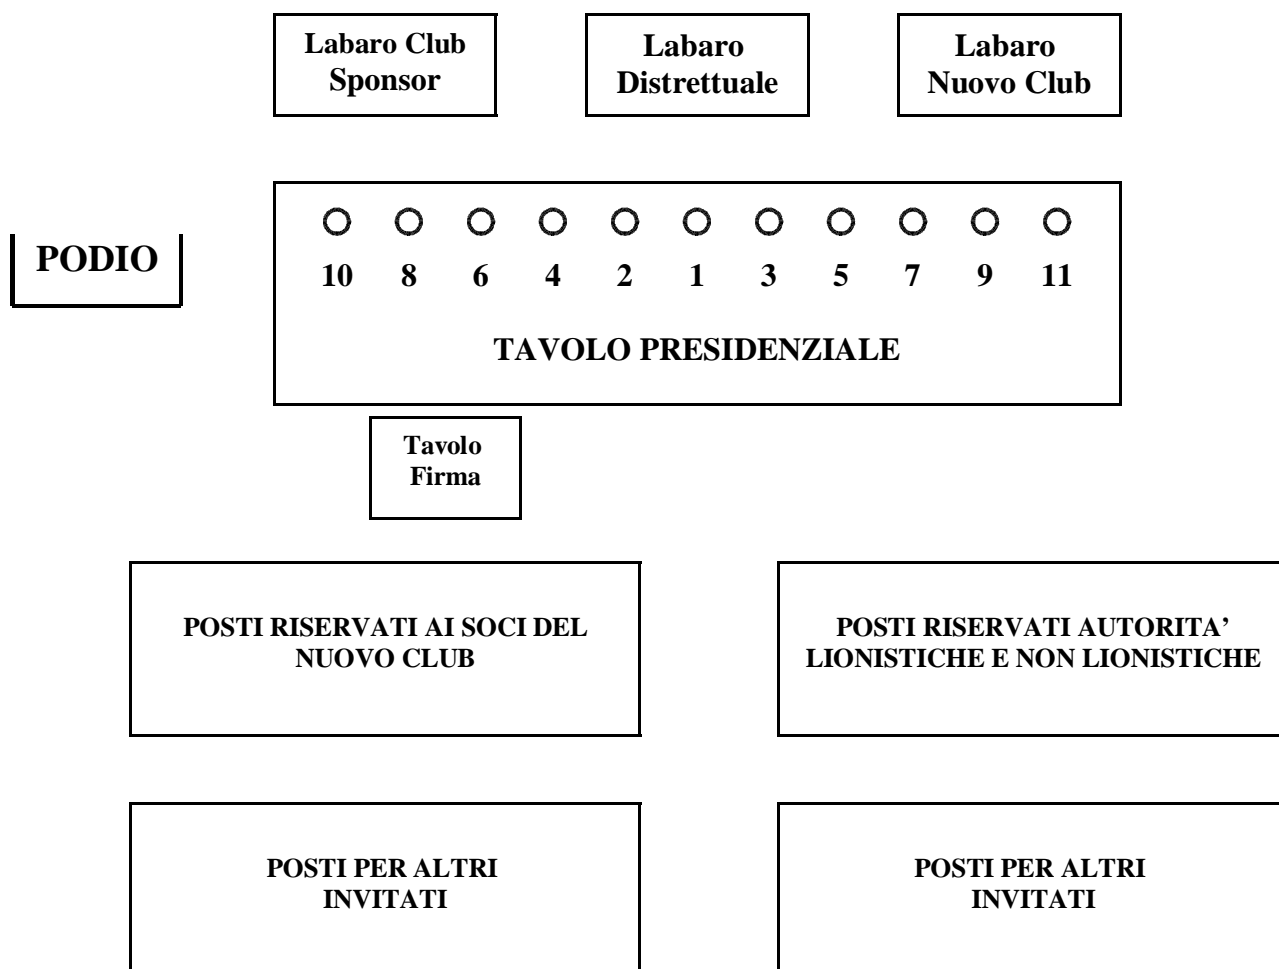 Labaro Club
Sponsor
Labaro
Distrettuale
Labaro
Nuovo Club
PODIO
10 8 6 4 2 1 3 5 7 9 11
TAVOLO PRESIDENZIALE
Tavolo
Firma
POSTI RISERVATI AI SOCI DEL
NUOVO CLUB
POSTI RISERVATI AUTORITA’
LIONISTICHE E NON LIONISTICHE
POSTI PER ALTRI
INVITATI
POSTI PER ALTRI
INVITATI